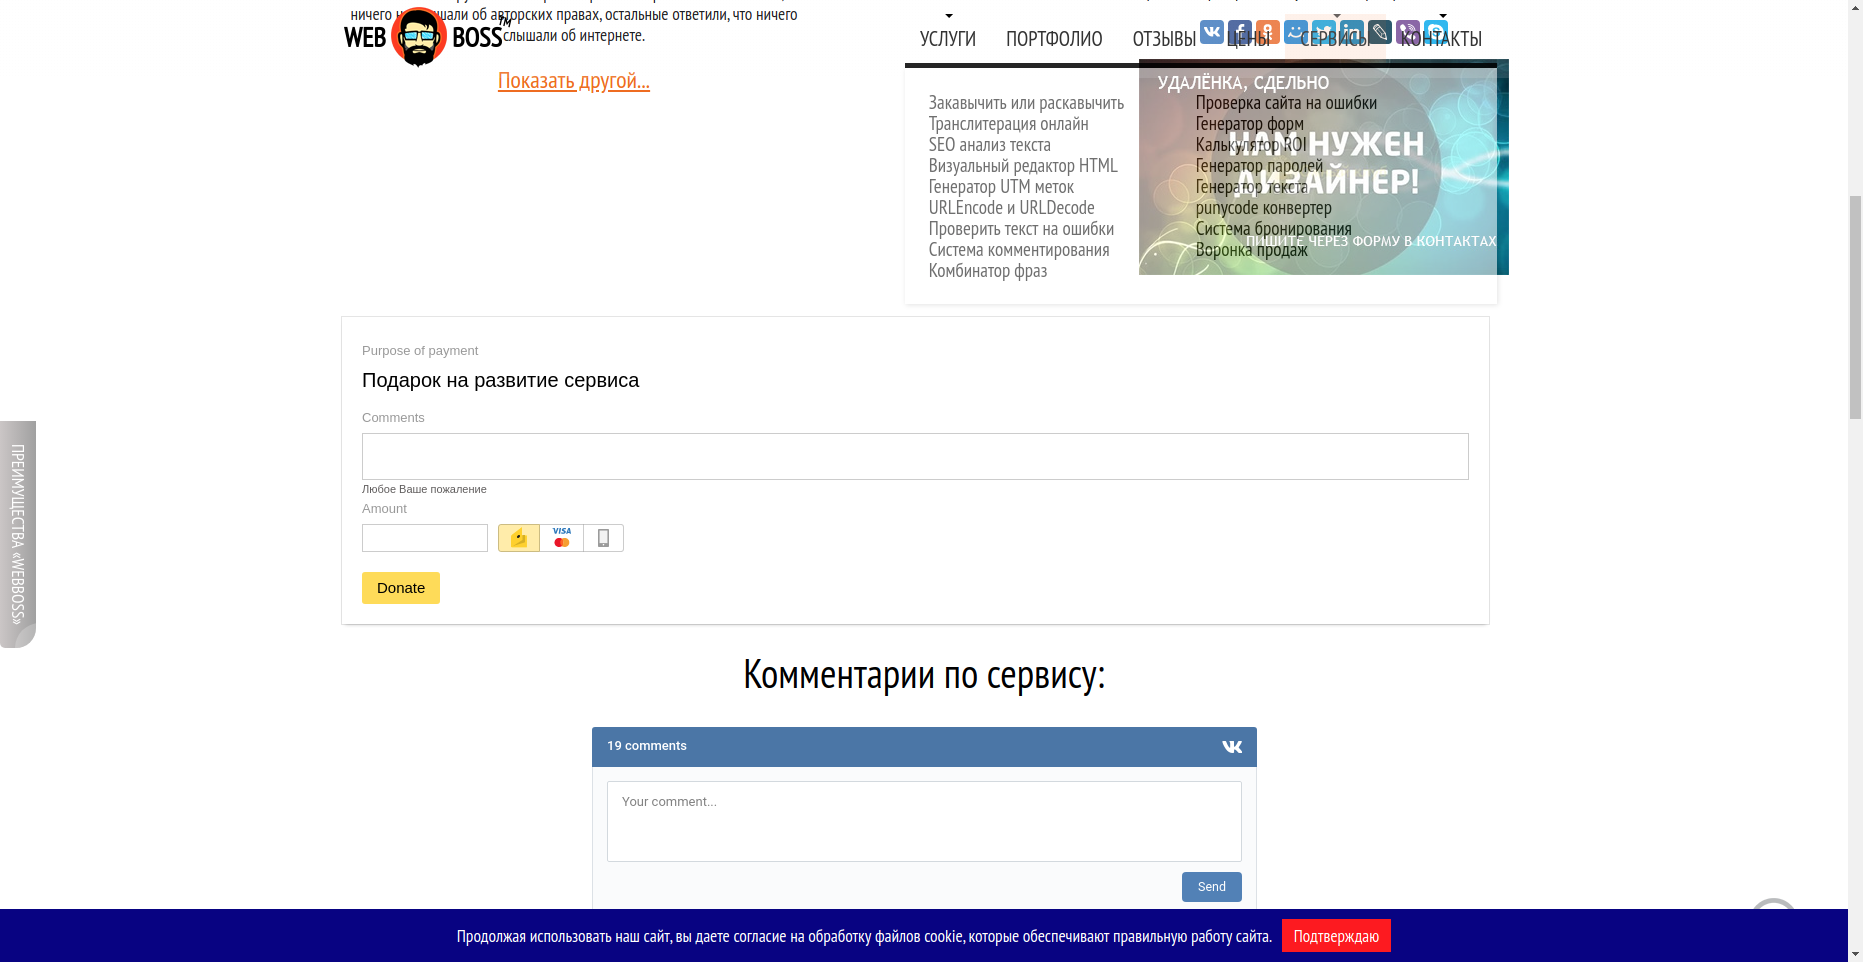 ничего не слышали об авторских правах, остальные ответили, что ничего
слышали об интернете.
WEB BOSS™
УСЛУГИ
ПОРТФОЛИО
ОТЗЫВЫ
ЦЕНЫ
СЕРВИСЫ
КОНТАКТЫ
Показать другой...
УДАЛЁНКА, СДЕЛЬНО
НАМ НУЖЕН
ДИЗАЙНЕР!
ПИШИТЕ ЧЕРЕЗ ФОРМУ В КОНТАКТАХ
Закавычить или раскавычить
Транслитерация онлайн
SEO анализ текста
Визуальный редактор HTML
Генератор UTM меток
URLEncode и URLDecode
Проверить текст на ошибки
Система комментирования
Комбинатор фраз
Проверка сайта на ошибки
Генератор форм
Калькулятор ROI
Генератор паролей
Генератор текста
punycode конвертер
Система бронирования
Воронка продаж
Purpose of payment
Подарок на развитие сервиса
Comments
Любое Ваше пожаление
Amount
VISA
Donate
ПРЕИМУЩЕСТВА «WEBBOSS»
Комментарии по сервису:
19 comments
Your comment...
Send
Продолжая использовать наш сайт, вы даете согласие на обработку файлов cookie, которые обеспечивают правильную работу сайта.
Подтверждаю